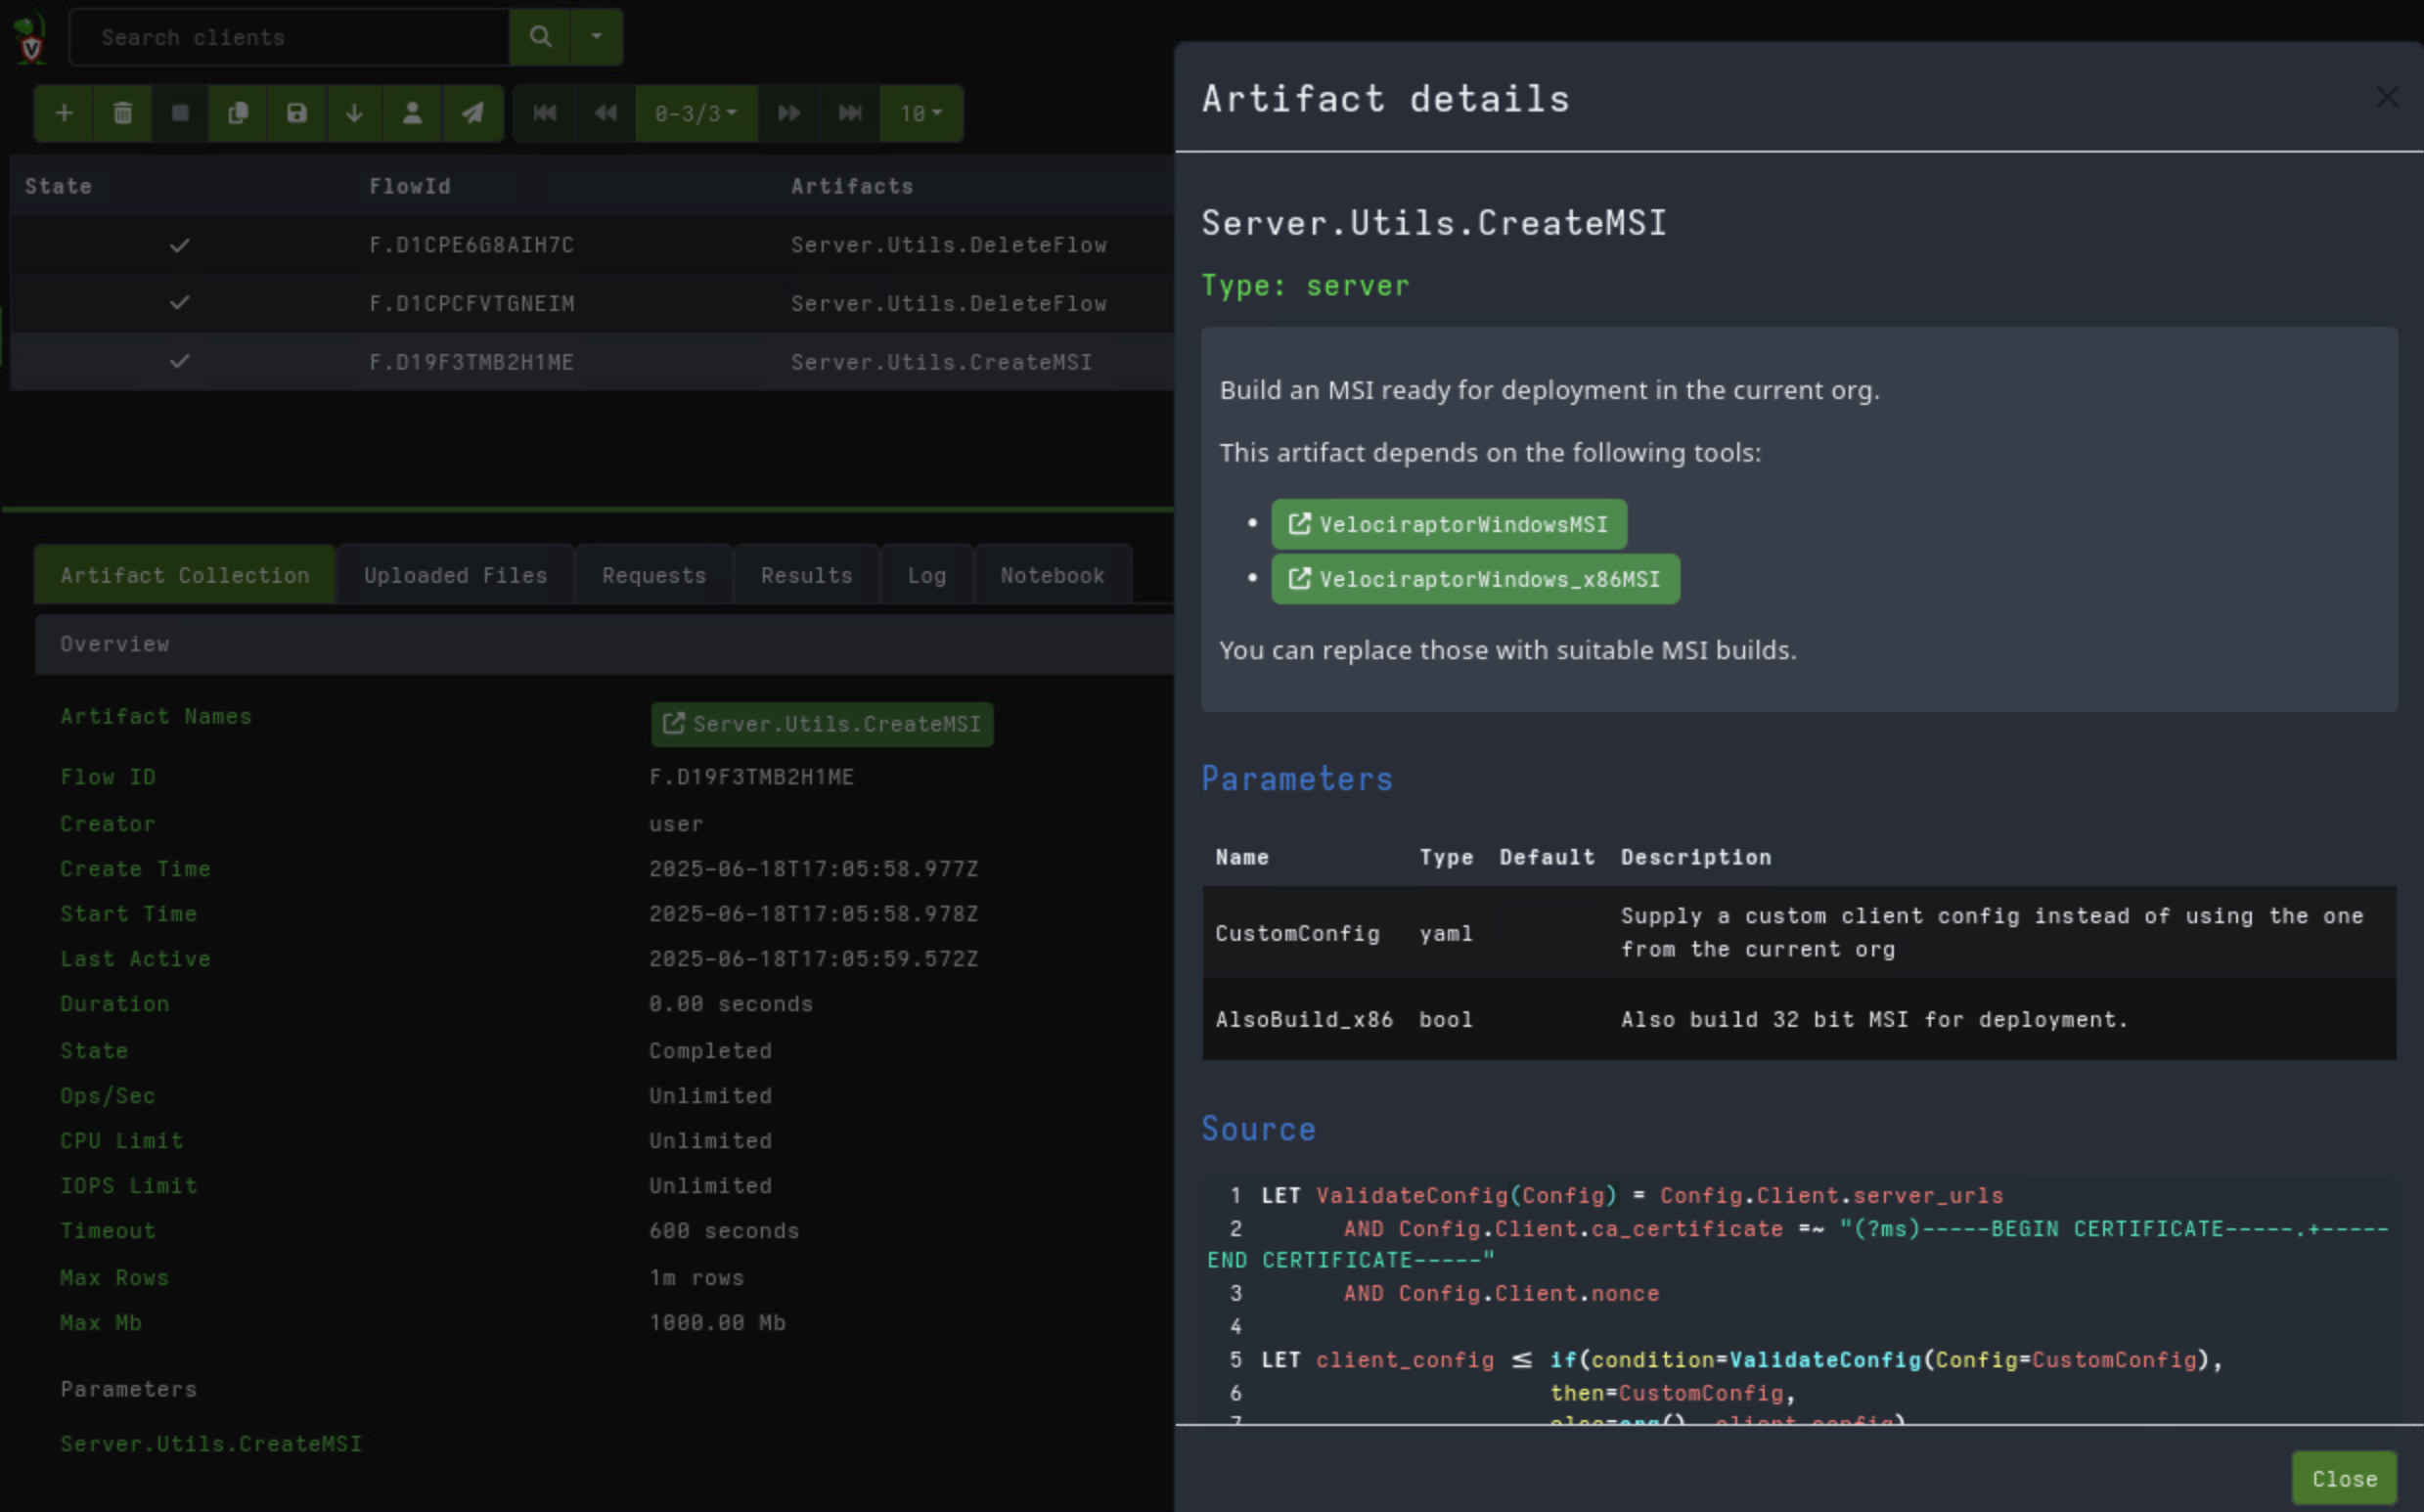 Search clients
0-3/3
10
State FlowId Artifacts
F.D1CPE6G8AIH7C Server.Utils.DeleteFlow
F.D1CPCFVTGNEIM Server.Utils.DeleteFlow
F.D19F3TMB2H1ME Server.Utils.CreateMSI
Artifact Collection Uploaded Files Requests Results Log Notebook
Overview
Artifact Names Server.Utils.CreateMSI
Flow ID F.D19F3TMB2H1ME
Creator user
Create Time 2025-06-18T17:05:58.977Z
Start Time 2025-06-18T17:05:58.978Z
Last Active 2025-06-18T17:05:59.572Z
Duration 0.00 seconds
State Completed
Ops/Sec Unlimited
CPU Limit Unlimited
IOPS Limit Unlimited
Timeout 600 seconds
Max Rows 1m rows
Max Mb 1000.00 Mb
Parameters
Server.Utils.CreateMSI
Artifact details
Server.Utils.CreateMSI
Type: server
Build an MSI ready for deployment in the current org.
This artifact depends on the following tools:
• VelociraptorWindowsMSI
• VelociraptorWindows_x86MSI
You can replace those with suitable MSI builds.
Parameters
Name Type Default Description
CustomConfig yaml Supply a custom client config instead of using the one
from the current org
AlsoBuild_x86 bool Also build 32 bit MSI for deployment.
Source
1 LET ValidateConfig(Config) = Config.Client.server_urls
2 AND Config.Client.ca_certificate =~ "(?ms)-----BEGIN CERTIFICATE-----.+-----
END CERTIFICATE-----"
3 AND Config.Client.nonce
4
5 LET client_config ≤ if(condition=ValidateConfig(Config=CustomConfig),
6 then=CustomConfig,
7 else=org()._client_config)
Close